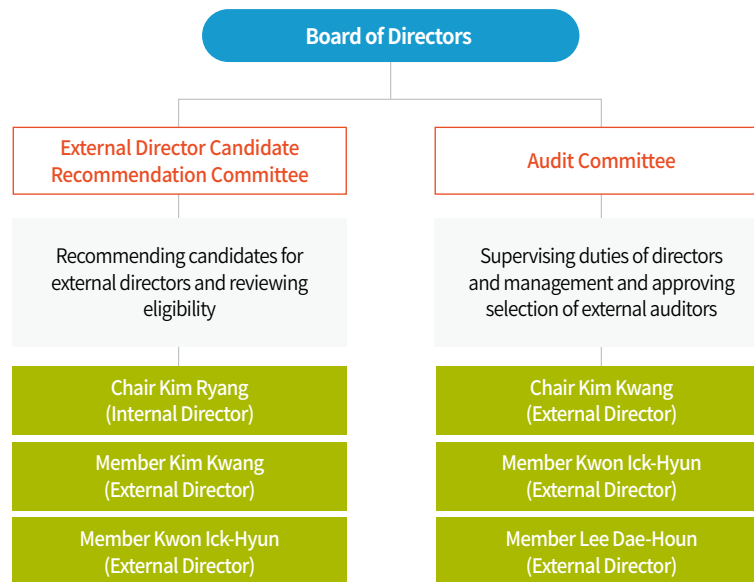 Board of Directors
External Director Candidate
Recommendation Committee
Recommending candidates for
external directors and reviewing
eligibility
Chair Kim Ryang
(Internal Director)
Member Kim Kwang
(External Director)
Member Kwon Ick-Hyun
(External Director)
Audit Committee
Supervising duties of directors
and management and approving
selection of external auditors
Chair Kim Kwang
(External Director)
Member Kwon Ick-Hyun
(External Director)
Member Lee Dae-Houn
(External Director)